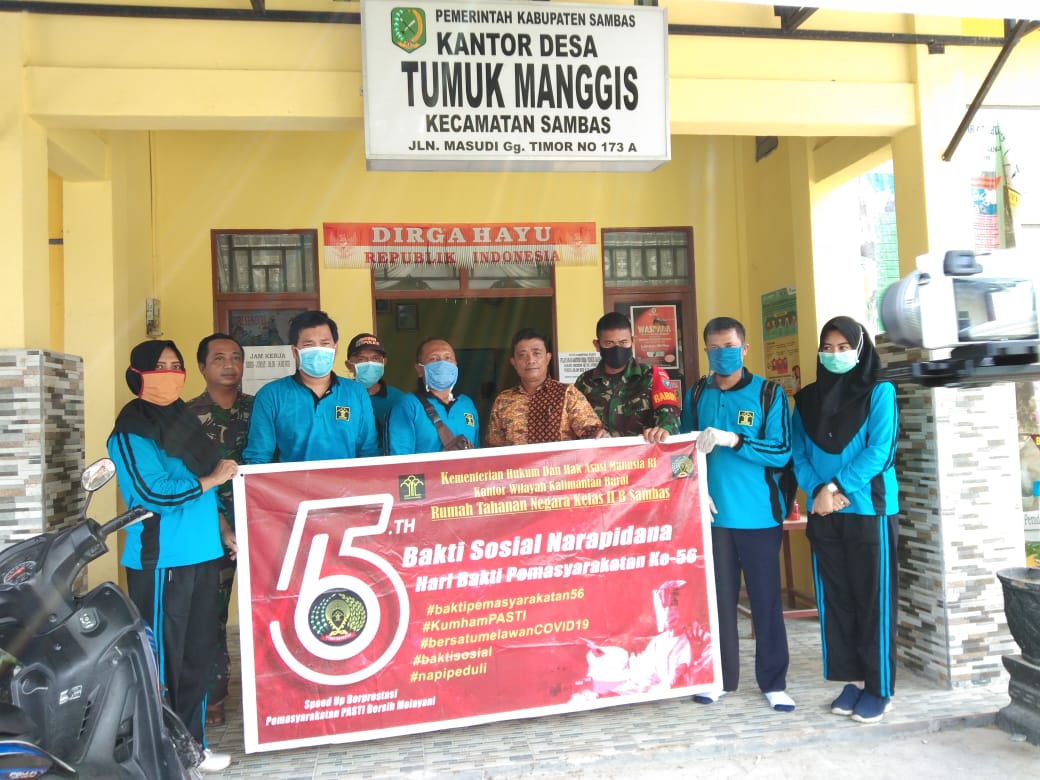 PEMERINTAH KABUPATEN SAMBAS
KANTOR DESA
TUMUK MANGGIS
KECAMATAN SAMBAS
JLN. MASUDI Gg. TIMOR NO 173 A
DIRGAHAYU
REPUBLIK INDONESIA
JAM KERJA
WASPADA
Kementerian Hukum Dan Hak Asasi Manusia RI
Kantor Wilayah Kalimantan Barat
Rumah Tahanan Negara Kelas II B Sambas
56.TH
Bakti Sosial Narapidana
Hari Bakti Pemasyarakatan Ke-56
#baktipemasyarakatan56
#KumhamPASTI
#bersatumelawanCOVID19
#baktisosial
#napipeduli
Speed Up Berprestasi
Pemasyarakatan PASTI Bersih Melayani